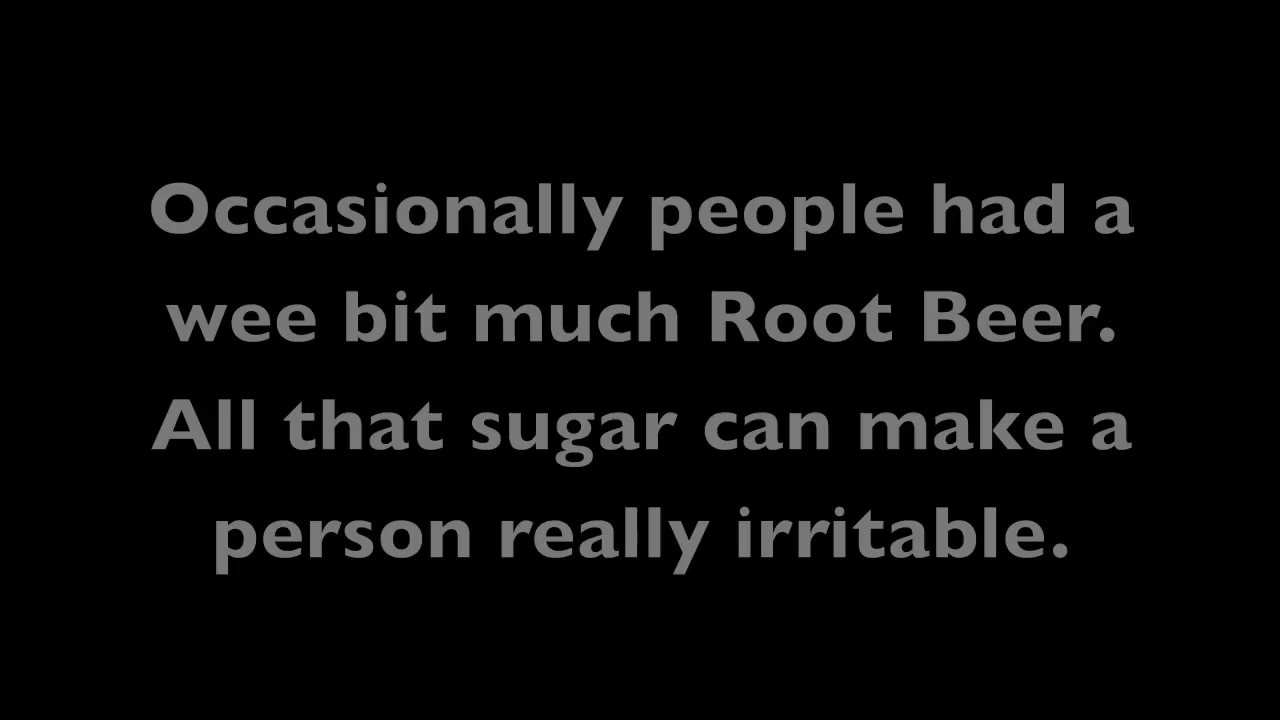 Occasionally people had a
wee bit much Root Beer.
All that sugar can make a
person really irritable.